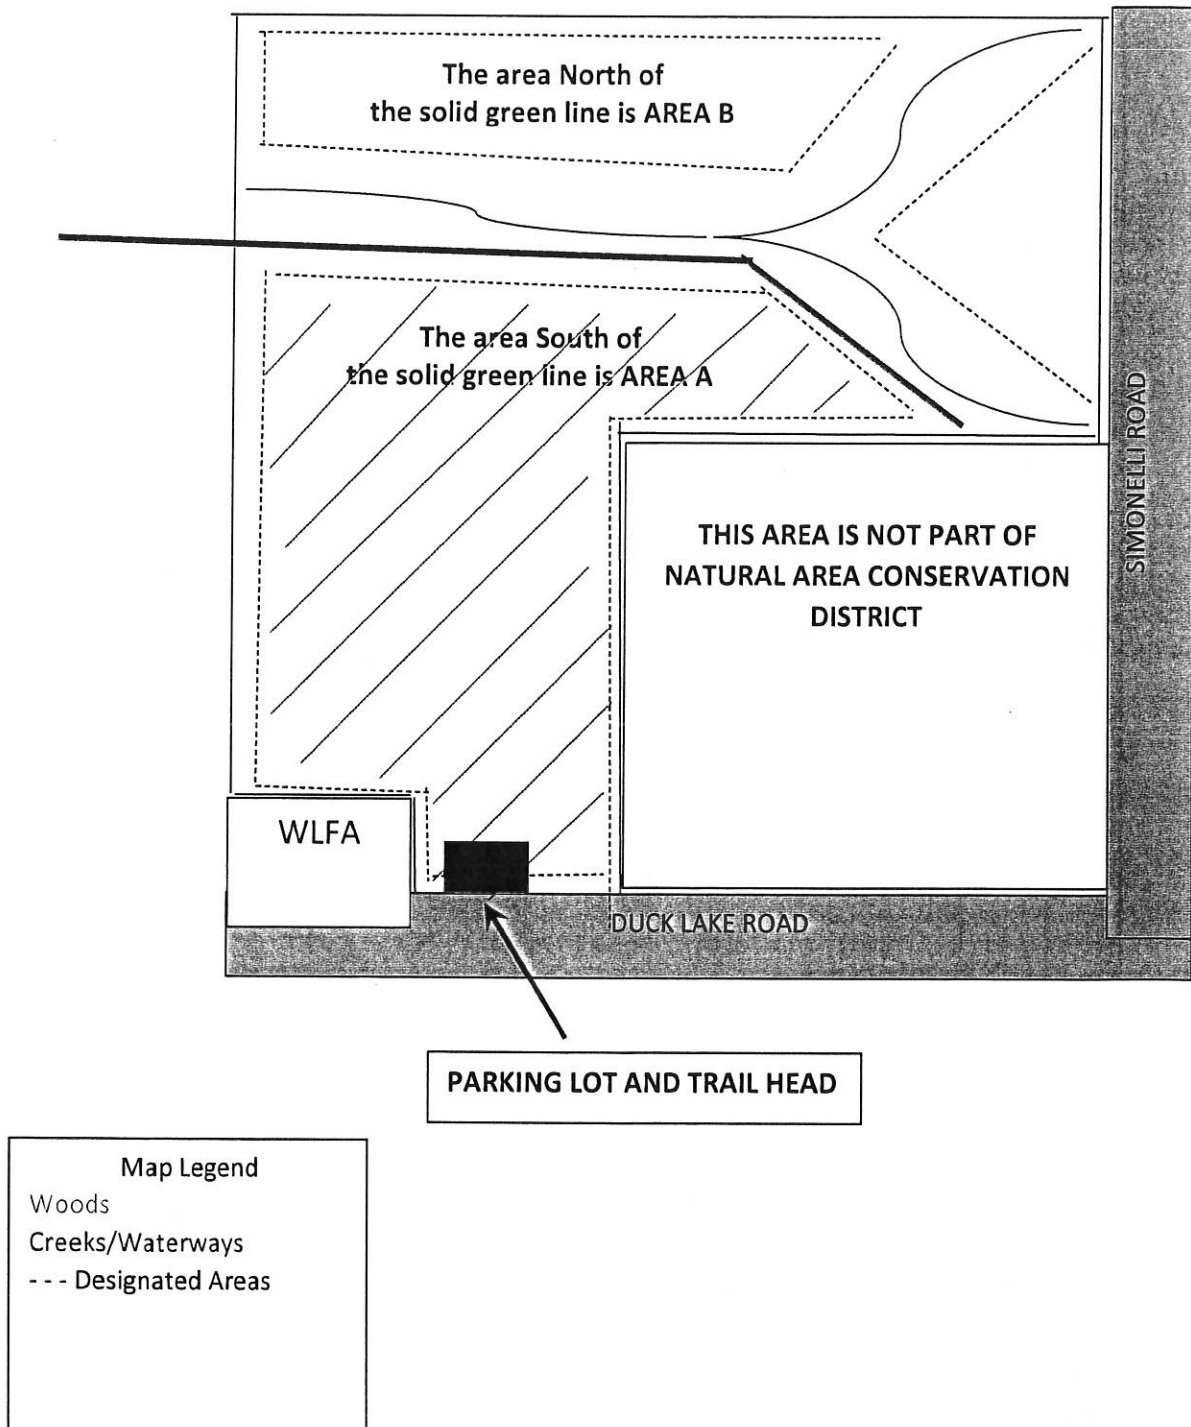 The area North of
the solid green line is AREA B
The area South of
the solid green line is AREA A
THIS AREA IS NOT PART OF
NATURAL AREA CONSERVATION
DISTRICT
SIMONELLI ROAD
WLFA
DUCK LAKE ROAD
PARKING LOT AND TRAIL HEAD
Map Legend
Woods
Creeks/Waterways
--- Designated Areas